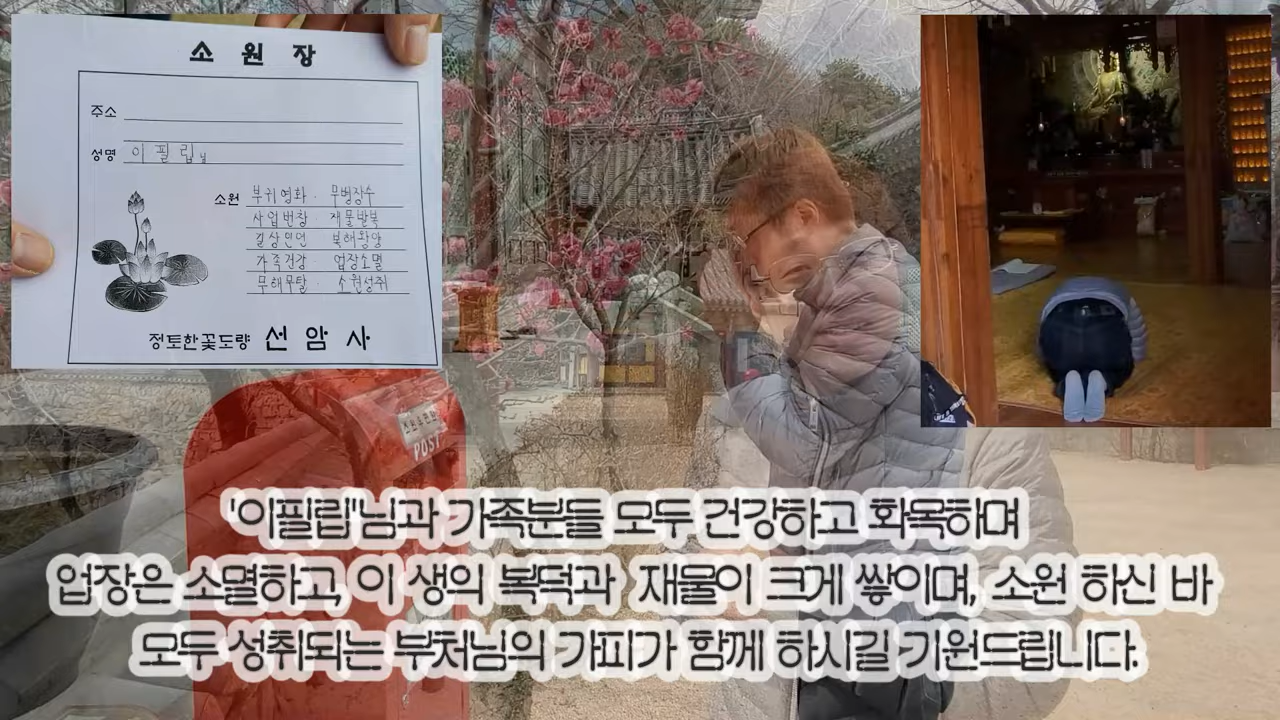 소 원 장
주소
성명 이 필 립님
소원 부귀영화 · 무병장수
사업번창 · 재물발복
길상인연 · 복해왕양
가족건강 · 업장소멸
무해무탈 · 소원성취
정토한꽃도량 선 암 사
POST
'이필립'님과 가족분들 모두 건강하고 화목하며
업장은 소멸하고, 이 생의 복덕과 재물이 크게 쌓이며, 소원 하신 바
모두 성취되는 부처님의 가피가 함께 하시길 기원드립니다.